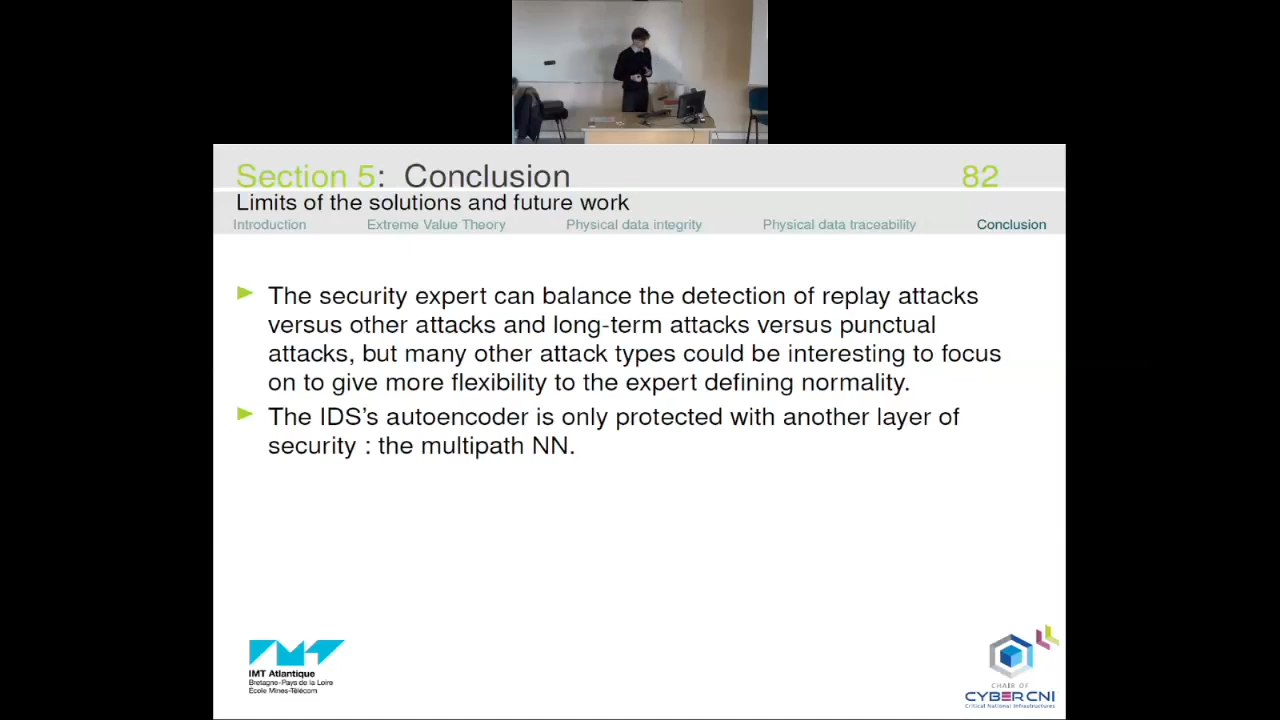 Section 5: Conclusion 82
Limits of the solutions and future work
Introduction Extreme Value Theory Physical data integrity Physical data traceability Conclusion
The security expert can balance the detection of replay attacks
versus other attacks and long-term attacks versus punctual
attacks, but many other attack types could be interesting to focus
on to give more flexibility to the expert defining normality.
The IDS's autoencoder is only protected with another layer of
security : the multipath NN.
IMT Atlantique
Bretagne-Pays de la Loire
École Mines-Télécom
CHAIR OF
CYBERCNI
Critical National Infrastructures